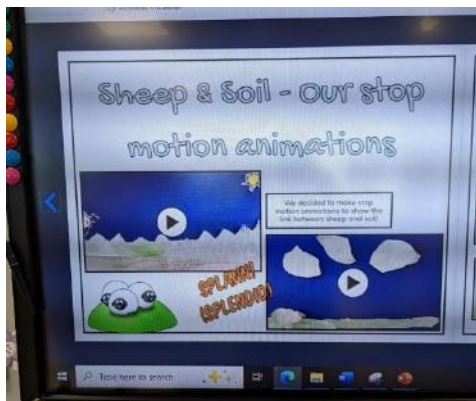 Sheep & Soil - our stop
motion animations
We decided to make stop
motion animations to show the
link between sheep and soil!
(SPLENDID)
Type here to search